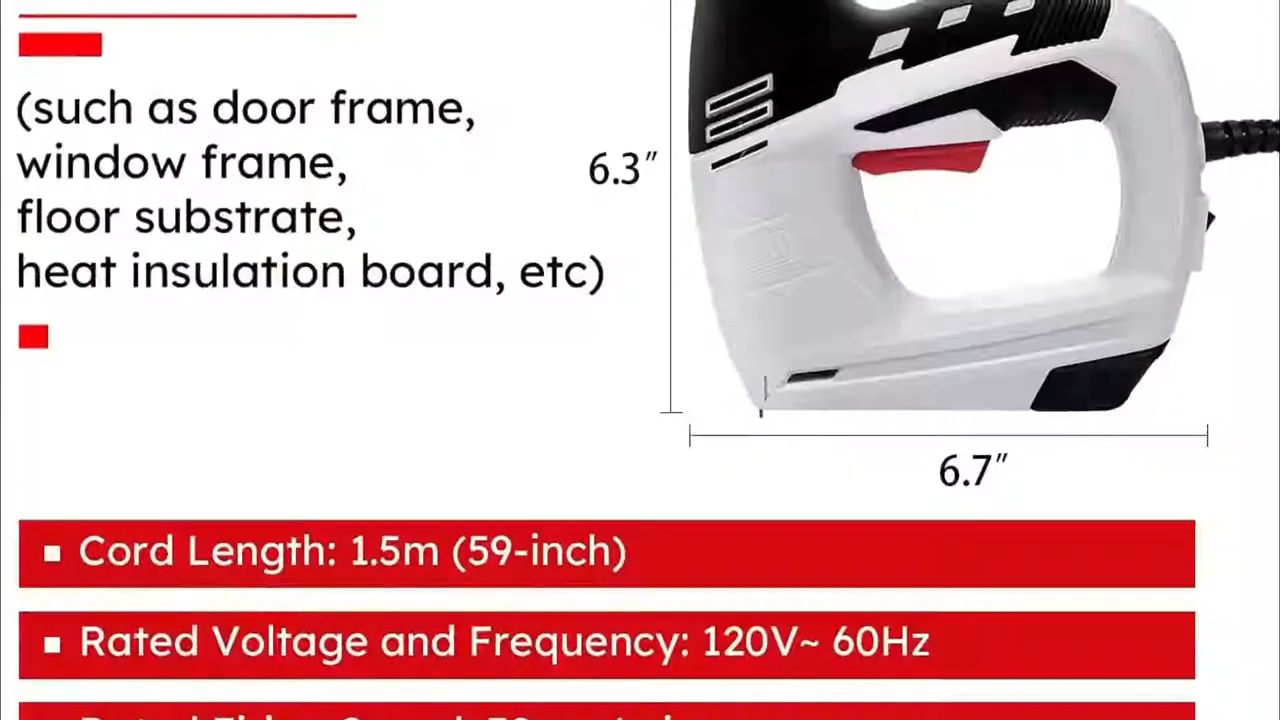 (such as door frame,
window frame,
floor substrate,
heat insulation board, etc)
6.3″
6.7″
Cord Length: 1.5m (59-inch)
Rated Voltage and Frequency: 120V~ 60Hz